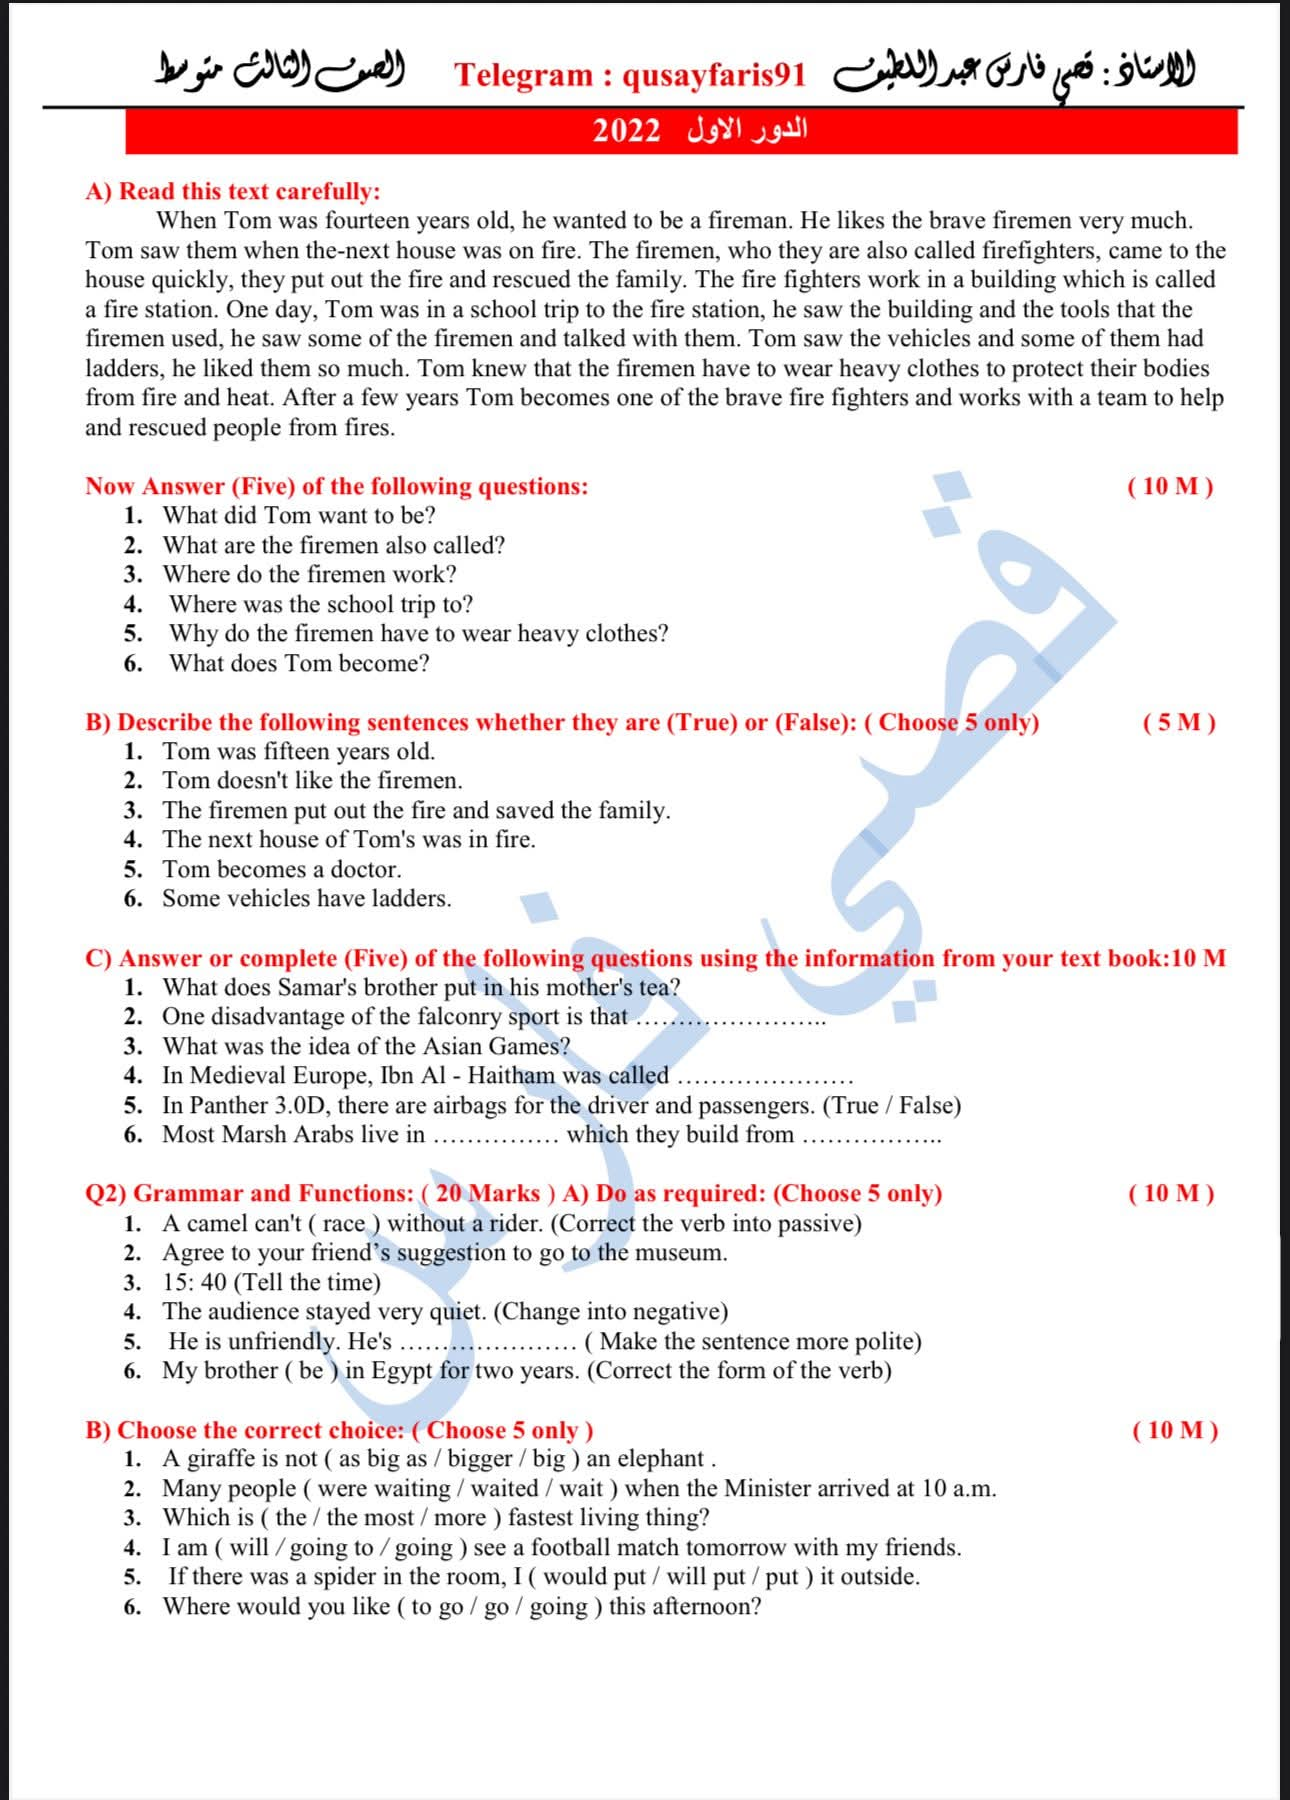 الاستاذ : قصي فارس عبد اللطيف Telegram : qusayfaris91 الصف الثالث متوسط
الدور الاول 2022
A) Read this text carefully:
When Tom was fourteen years old, he wanted to be a fireman. He likes the brave firemen very much.
Tom saw them when the-next house was on fire. The firemen, who they are also called firefighters, came to the
house quickly, they put out the fire and rescued the family. The fire fighters work in a building which is called
a fire station. One day, Tom was in a school trip to the fire station, he saw the building and the tools that the
firemen used, he saw some of the firemen and talked with them. Tom saw the vehicles and some of them had
ladders, he liked them so much. Tom knew that the firemen have to wear heavy clothes to protect their bodies
from fire and heat. After a few years Tom becomes one of the brave fire fighters and works with a team to help
and rescued people from fires.
Now Answer (Five) of the following questions: ( 10 M )
1. What did Tom want to be?
2. What are the firemen also called?
3. Where do the firemen work?
4. Where was the school trip to?
5. Why do the firemen have to wear heavy clothes?
6. What does Tom become?
B) Describe the following sentences whether they are (True) or (False): ( Choose 5 only) ( 5 M )
1. Tom was fifteen years old.
2. Tom doesn't like the firemen.
3. The firemen put out the fire and saved the family.
4. The next house of Tom's was in fire.
5. Tom becomes a doctor.
6. Some vehicles have ladders.
C) Answer or complete (Five) of the following questions using the information from your text book:10 M
1. What does Samar's brother put in his mother's tea?
2. One disadvantage of the falconry sport is that …………………..
3. What was the idea of the Asian Games?
4. In Medieval Europe, Ibn Al - Haitham was called …………………
5. In Panther 3.0D, there are airbags for the driver and passengers. (True / False)
6. Most Marsh Arabs live in …………… which they build from ……………..
Q2) Grammar and Functions: ( 20 Marks ) A) Do as required: (Choose 5 only) ( 10 M )
1. A camel can't ( race ) without a rider. (Correct the verb into passive)
2. Agree to your friend’s suggestion to go to the museum.
3. 15: 40 (Tell the time)
4. The audience stayed very quiet. (Change into negative)
5. He is unfriendly. He's ………………… ( Make the sentence more polite)
6. My brother ( be ) in Egypt for two years. (Correct the form of the verb)
B) Choose the correct choice: ( Choose 5 only ) ( 10 M )
1. A giraffe is not ( as big as / bigger / big ) an elephant .
2. Many people ( were waiting / waited / wait ) when the Minister arrived at 10 a.m.
3. Which is ( the / the most / more ) fastest living thing?
4. I am ( will / going to / going ) see a football match tomorrow with my friends.
5. If there was a spider in the room, I ( would put / will put / put ) it outside.
6. Where would you like ( to go / go / going ) this afternoon?
قصي فارس